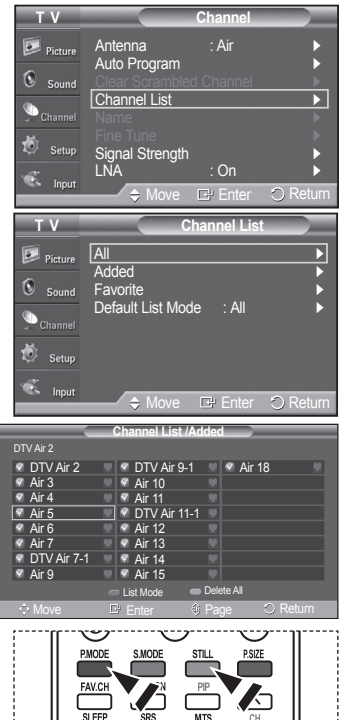 T V
Channel
Picture
Sound
Channel
Setup
Input
Antenna : Air
Auto Program
Clear Scrambled Channel
Channel List
Name
Fine Tune
Signal Strength
LNA : On
Move Enter Return
T V
Channel List
Picture
Sound
Channel
Setup
Input
All
Added
Favorite
Default List Mode : All
Move Enter Return
Channel List /Added
DTV Air 2
DTV Air 2 DTV Air 9-1 Air 18
Air 3 Air 10
Air 4 Air 11
Air 5 DTV Air 11-1
Air 6 Air 12
Air 7 Air 13
DTV Air 7-1 Air 14
Air 9 Air 15
List Mode Delete All
Move Enter Page Return
P.MODE S.MODE STILL P.SIZE
FAV.CH PIP CH
SLEEP SRS MTS